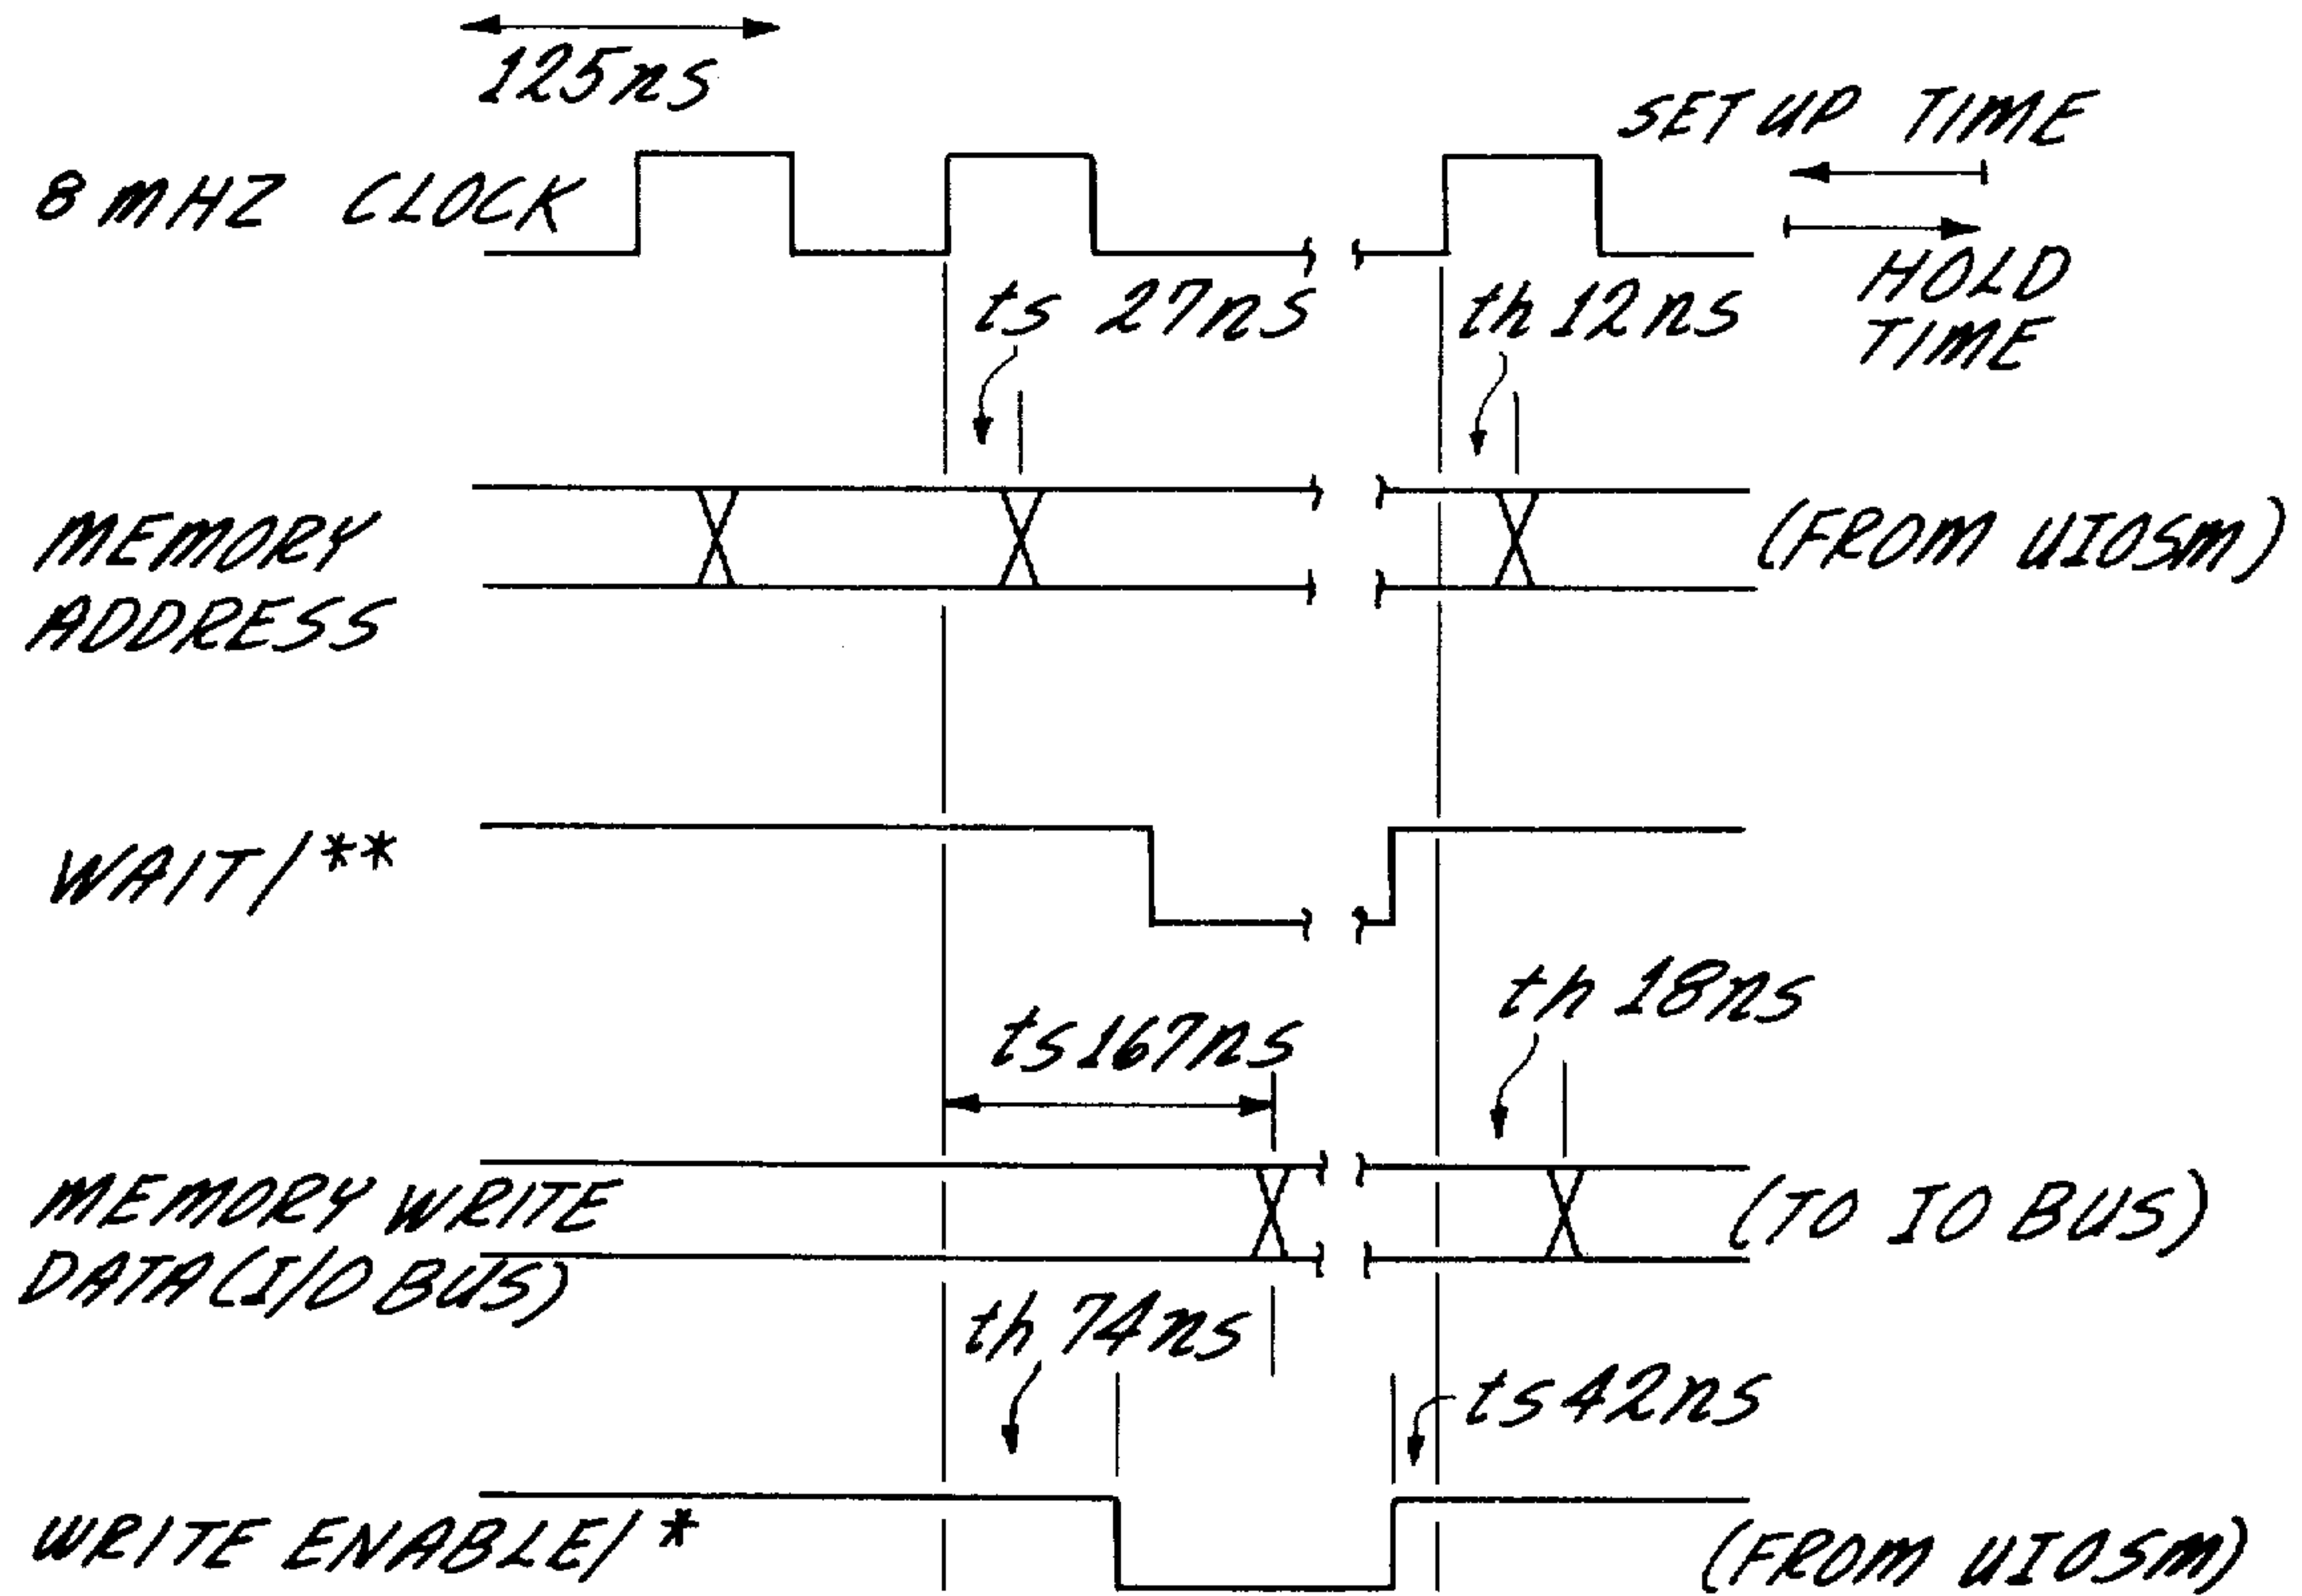 125ns
SET UP TIME
8 MHZ CLOCK
HOLD
TIME
ts 27ns
th 12ns
MEMORY
ADDRESS
(FROM UIOSM)
WAIT/**
th 18ns
ts 167ns
MEMORY WRITE
DATA (I/O BUS)
(TO IO BUS)
th 74ns
ts 42ns
WRITE ENABLE/*
(FROM UIOSM)